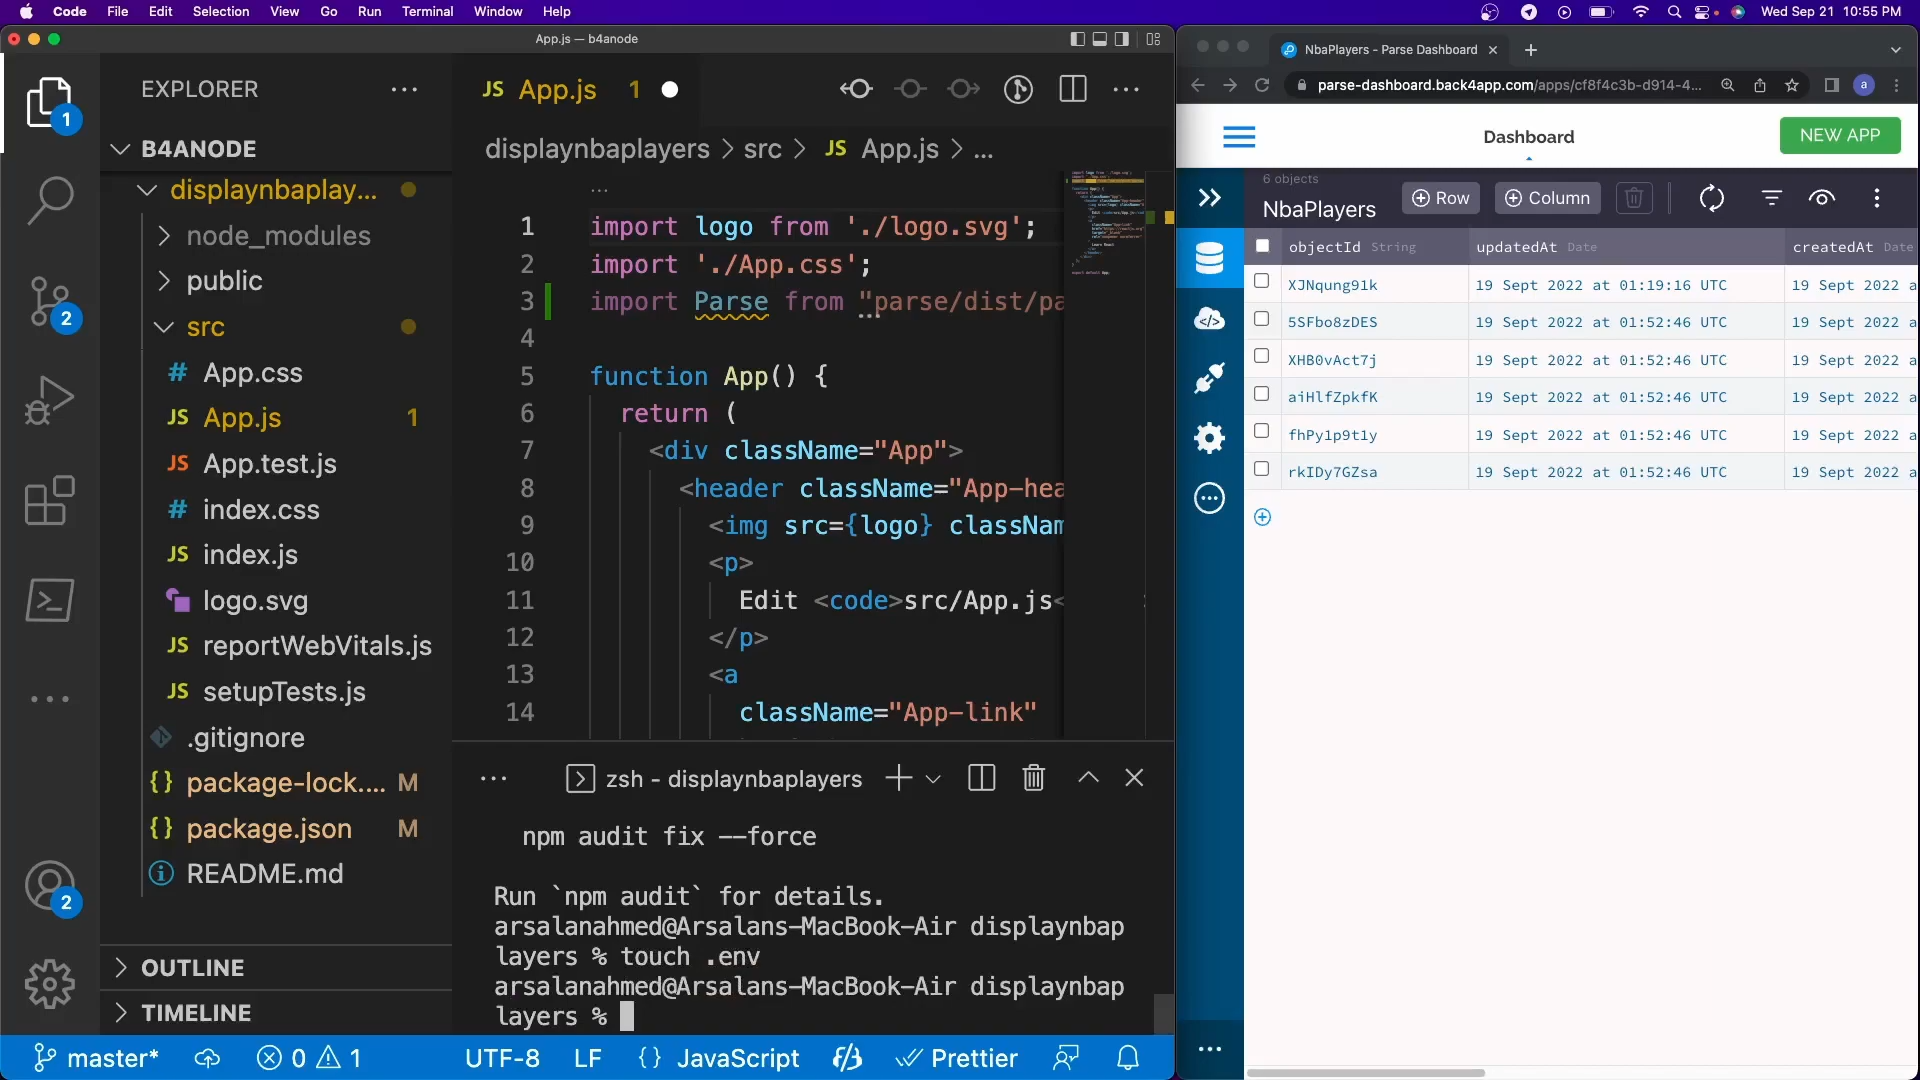 Code File Edit Selection View Go Run Terminal Window Help
Wed Sep 21 10:55 PM
App.js — b4anode
EXPLORER
1
B4ANODE
displaynbaplay...
node_modules
public
src
2
App.css
App.js 1
App.test.js
index.css
index.js
logo.svg
reportWebVitals.js
setupTests.js
.gitignore
package-lock.... M
package.json M
README.md
2
OUTLINE
TIMELINE
JS App.js 1
displaynbaplayers > src > JS App.js > ...
1 import logo from './logo.svg';
2 import './App.css';
3 import Parse from "parse/dist/pa
4
5 function App() {
6 return (
7 <div className="App">
8 <header className="App-hea
9 <img src={logo} classNam
10 <p>
11 Edit <code>src/App.js<
12 </p>
13 <a
14 className="App-link"
zsh - displaynbaplayers
npm audit fix --force
Run `npm audit` for details.
arsalanahmed@Arsalans-MacBook-Air displaynbap
layers % touch .env
arsalanahmed@Arsalans-MacBook-Air displaynbap
layers %
master* 0 1 UTF-8 LF {} JavaScript Prettier
NbaPlayers - Parse Dashboard
parse-dashboard.back4app.com/apps/cf8f4c3b-d914-4...
a
Dashboard
NEW APP
6 objects
NbaPlayers
Row
Column
objectId String updatedAt Date createdAt Date
XJNqung91k 19 Sept 2022 at 01:19:16 UTC 19 Sept 2022 a
5SFbo8zDES 19 Sept 2022 at 01:52:46 UTC 19 Sept 2022 a
XHB0vAct7j 19 Sept 2022 at 01:52:46 UTC 19 Sept 2022 a
aiHlfZpkfK 19 Sept 2022 at 01:52:46 UTC 19 Sept 2022 a
fhPy1p9t1y 19 Sept 2022 at 01:52:46 UTC 19 Sept 2022 a
rkIDy7GZsa 19 Sept 2022 at 01:52:46 UTC 19 Sept 2022 a